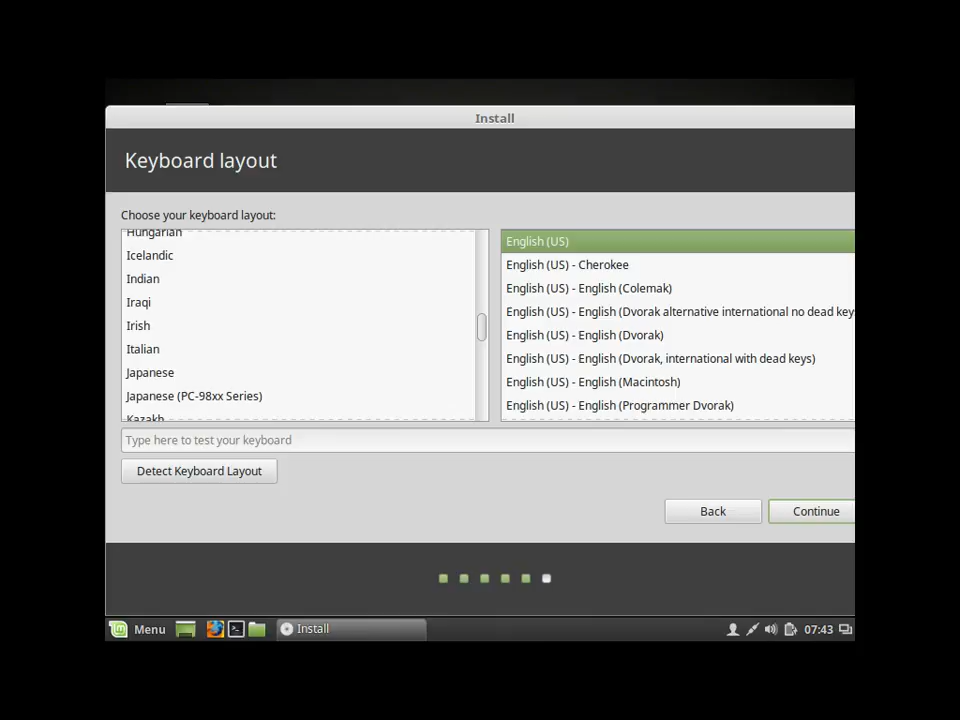 Install
Keyboard layout
Choose your keyboard layout:
Hungarian
Icelandic
Indian
Iraqi
Irish
Italian
Japanese
Japanese (PC-98xx Series)
Kazakh
English (US)
English (US) - Cherokee
English (US) - English (Colemak)
English (US) - English (Dvorak alternative international no dead key
English (US) - English (Dvorak)
English (US) - English (Dvorak, international with dead keys)
English (US) - English (Macintosh)
English (US) - English (Programmer Dvorak)
Type here to test your keyboard
Detect Keyboard Layout
Back
Continue
Menu
Install
07:43